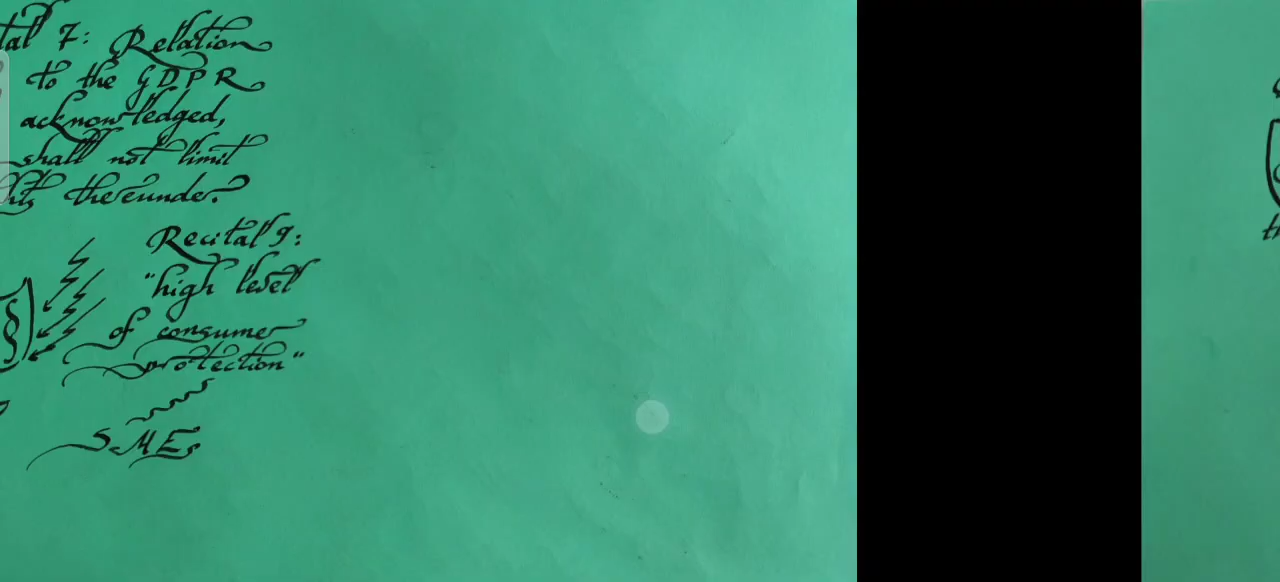 tal 7: Relation
to the GDPR
acknowledged,
shall not limit
hts thereunder.
Recital 9:
"high level
§
of consumer
protection"
SMEs